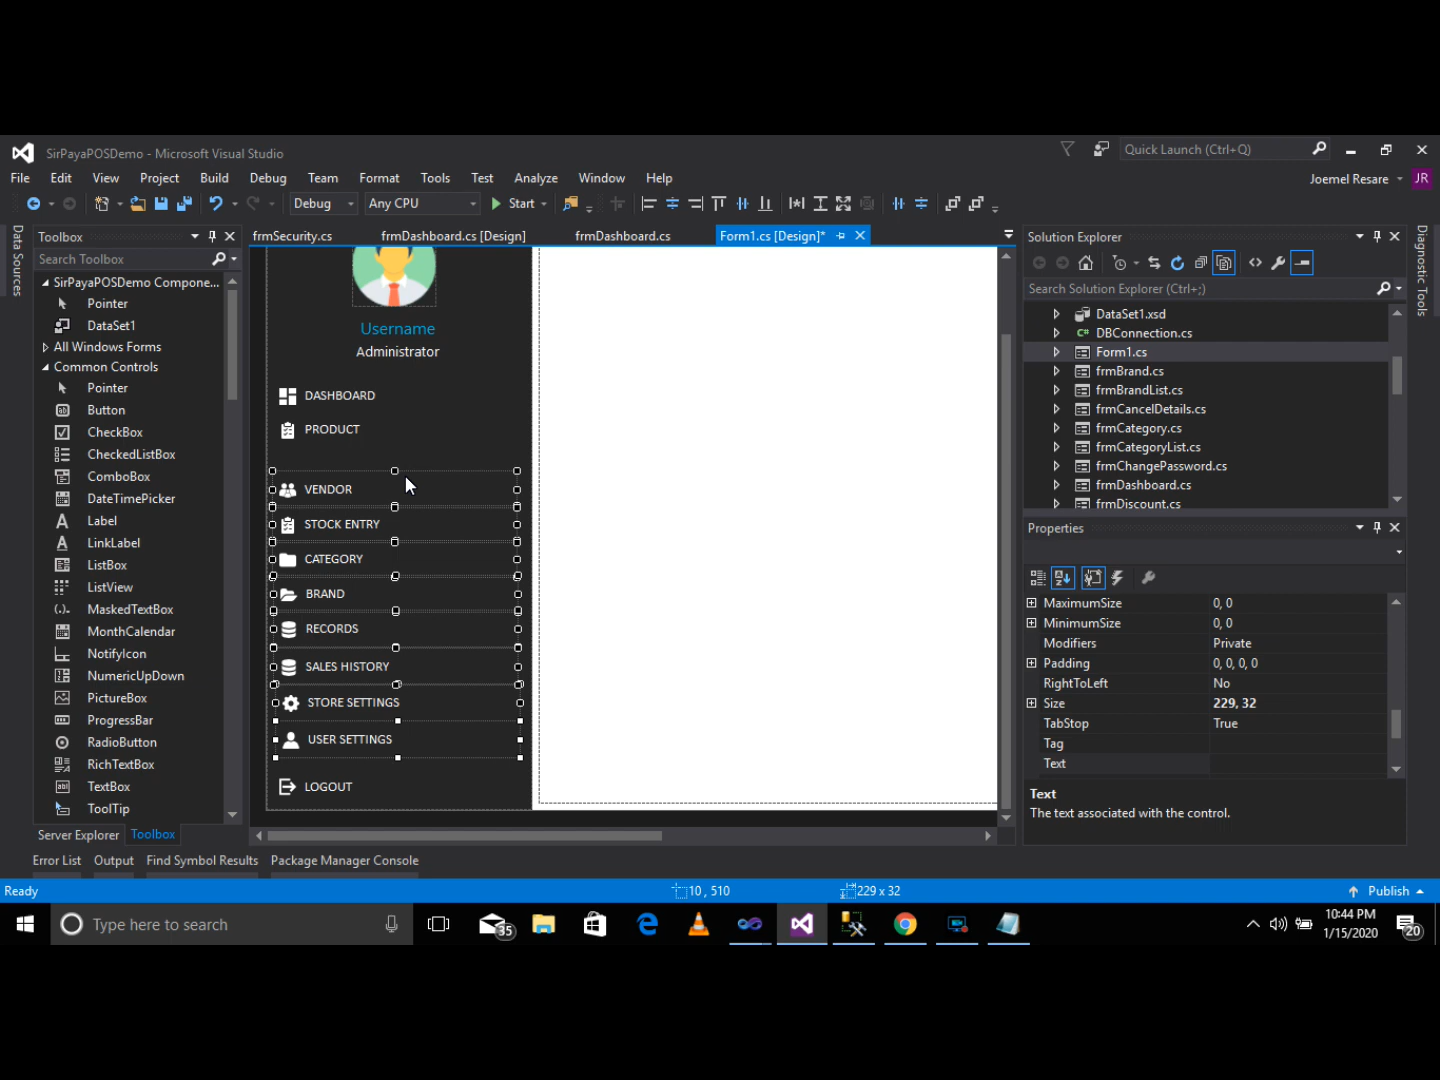 SirPayaPOSDemo - Microsoft Visual Studio
Quick Launch (Ctrl+Q)
File Edit View Project Build Debug Team Format Tools Test Analyze Window Help
Joemel Resare JR
Debug Any CPU Start
Data Sources
Toolbox
Search Toolbox
SirPayaPOSDemo Compone...
Pointer
DataSet1
All Windows Forms
Common Controls
Pointer
Button
CheckBox
CheckedListBox
ComboBox
DateTimePicker
Label
LinkLabel
ListBox
ListView
MaskedTextBox
MonthCalendar
NotifyIcon
NumericUpDown
PictureBox
ProgressBar
RadioButton
RichTextBox
TextBox
ToolTip
Server Explorer Toolbox
frmSecurity.cs frmDashboard.cs [Design] frmDashboard.cs Form1.cs [Design]*
Username
Administrator
DASHBOARD
PRODUCT
VENDOR
STOCK ENTRY
CATEGORY
BRAND
RECORDS
SALES HISTORY
STORE SETTINGS
USER SETTINGS
LOGOUT
Solution Explorer
Search Solution Explorer (Ctrl+;)
DataSet1.xsd
C# DBConnection.cs
Form1.cs
frmBrand.cs
frmBrandList.cs
frmCancelDetails.cs
frmCategory.cs
frmCategoryList.cs
frmChangePassword.cs
frmDashboard.cs
frmDiscount.cs
Diagnostic Tools
Properties
MaximumSize 0, 0
MinimumSize 0, 0
Modifiers Private
Padding 0, 0, 0, 0
RightToLeft No
Size 229, 32
TabStop True
Tag
Text
Text
The text associated with the control.
Error List Output Find Symbol Results Package Manager Console
Ready 10 , 510 229 x 32 Publish
Type here to search
35
10:44 PM
1/15/2020
20